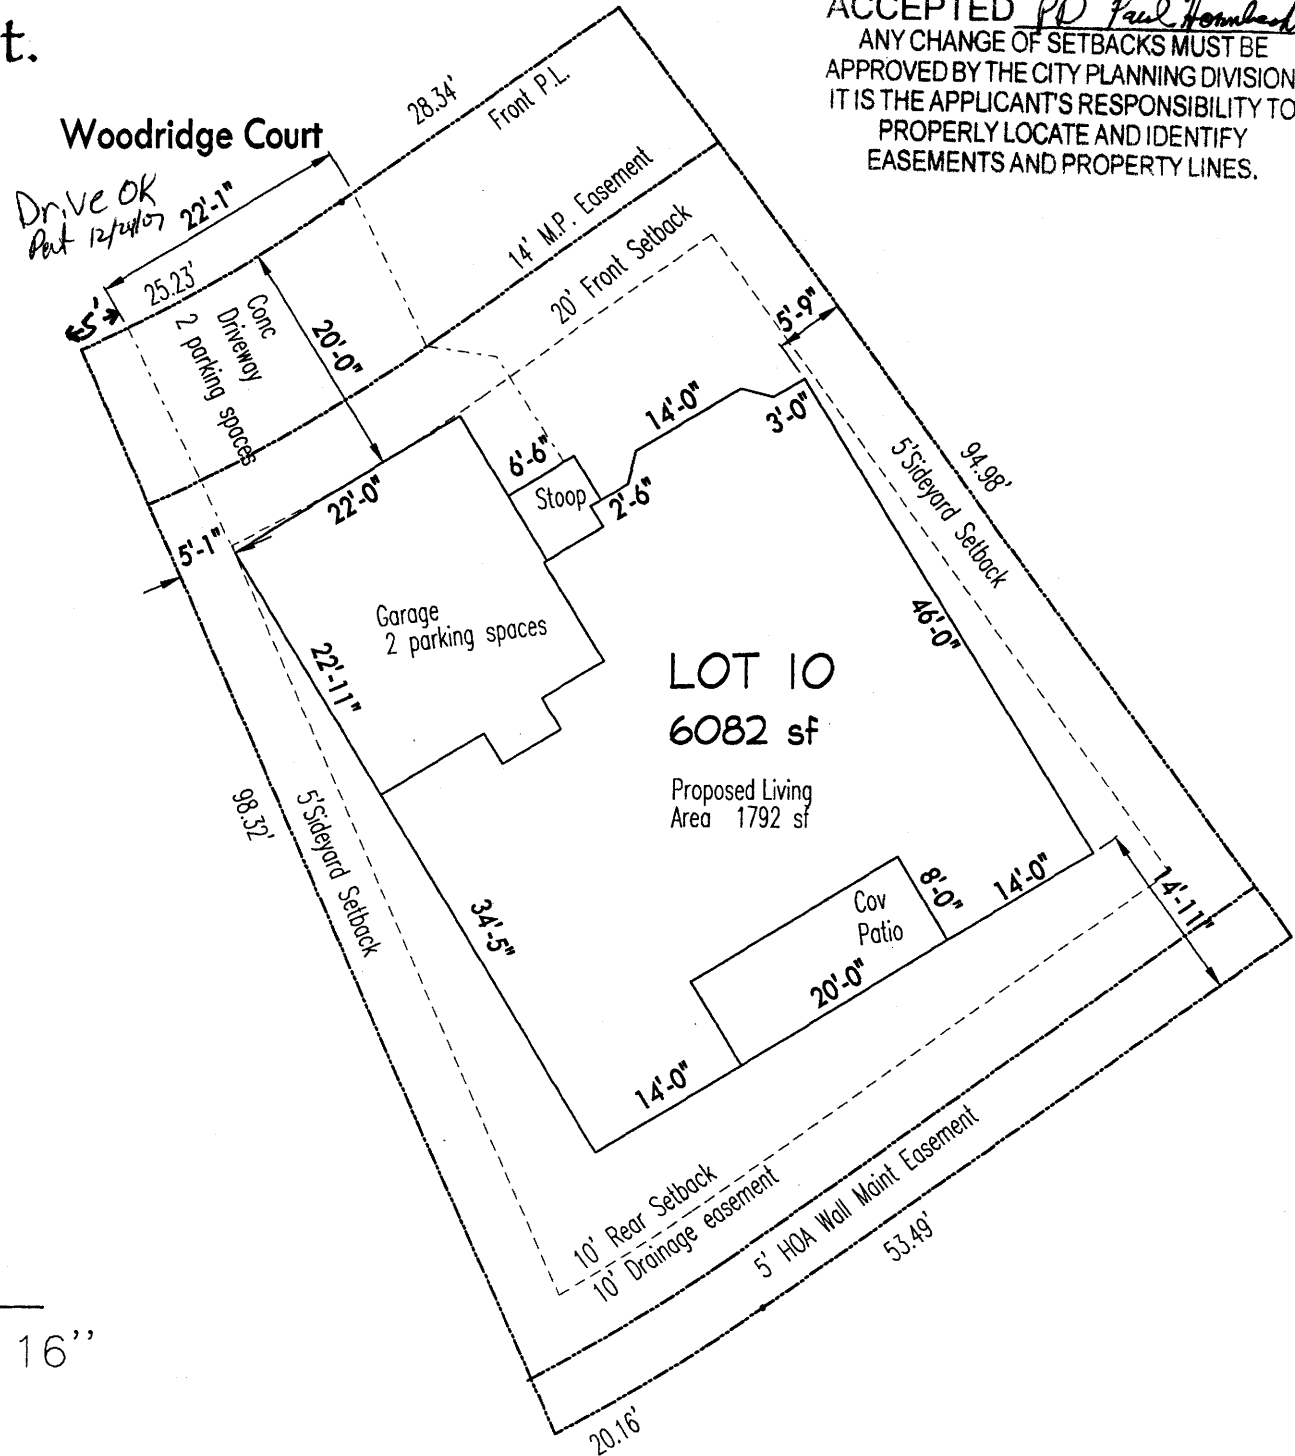 t.
ACCEPTED PD Paul
ANY CHANGE OF SETBACKS MUST BE
APPROVED BY THE CITY PLANNING DIVISION
IT IS THE APPLICANT'S RESPONSIBILITY TO
PROPERLY LOCATE AND IDENTIFY
EASEMENTS AND PROPERTY LINES.
Woodridge Court
Drive OK
12/24/07
22'-1"
28.34'
Front P.L.
14' M.P. Easement
20' Front Setback
5'
25.23'
Conc
Driveway
2 parking spaces
20'-0"
5'-9"
14'-0"
3'-0"
6'-6"
Stoop
2'-6"
22'-0"
5'-1"
94.98'
5'Sideyard Setback
46'-0"
Garage
2 parking spaces
22'-11"
LOT 10
6082 sf
Proposed Living
Area 1792 sf
98.32'
5'Sideyard Setback
34'-5"
Cov
Patio
8'-0"
14'-0"
14'-11"
20'-0"
14'-0"
10' Rear Setback
10' Drainage easement
5' HOA Wall Maint Easement
53.49'
20.16'
16"